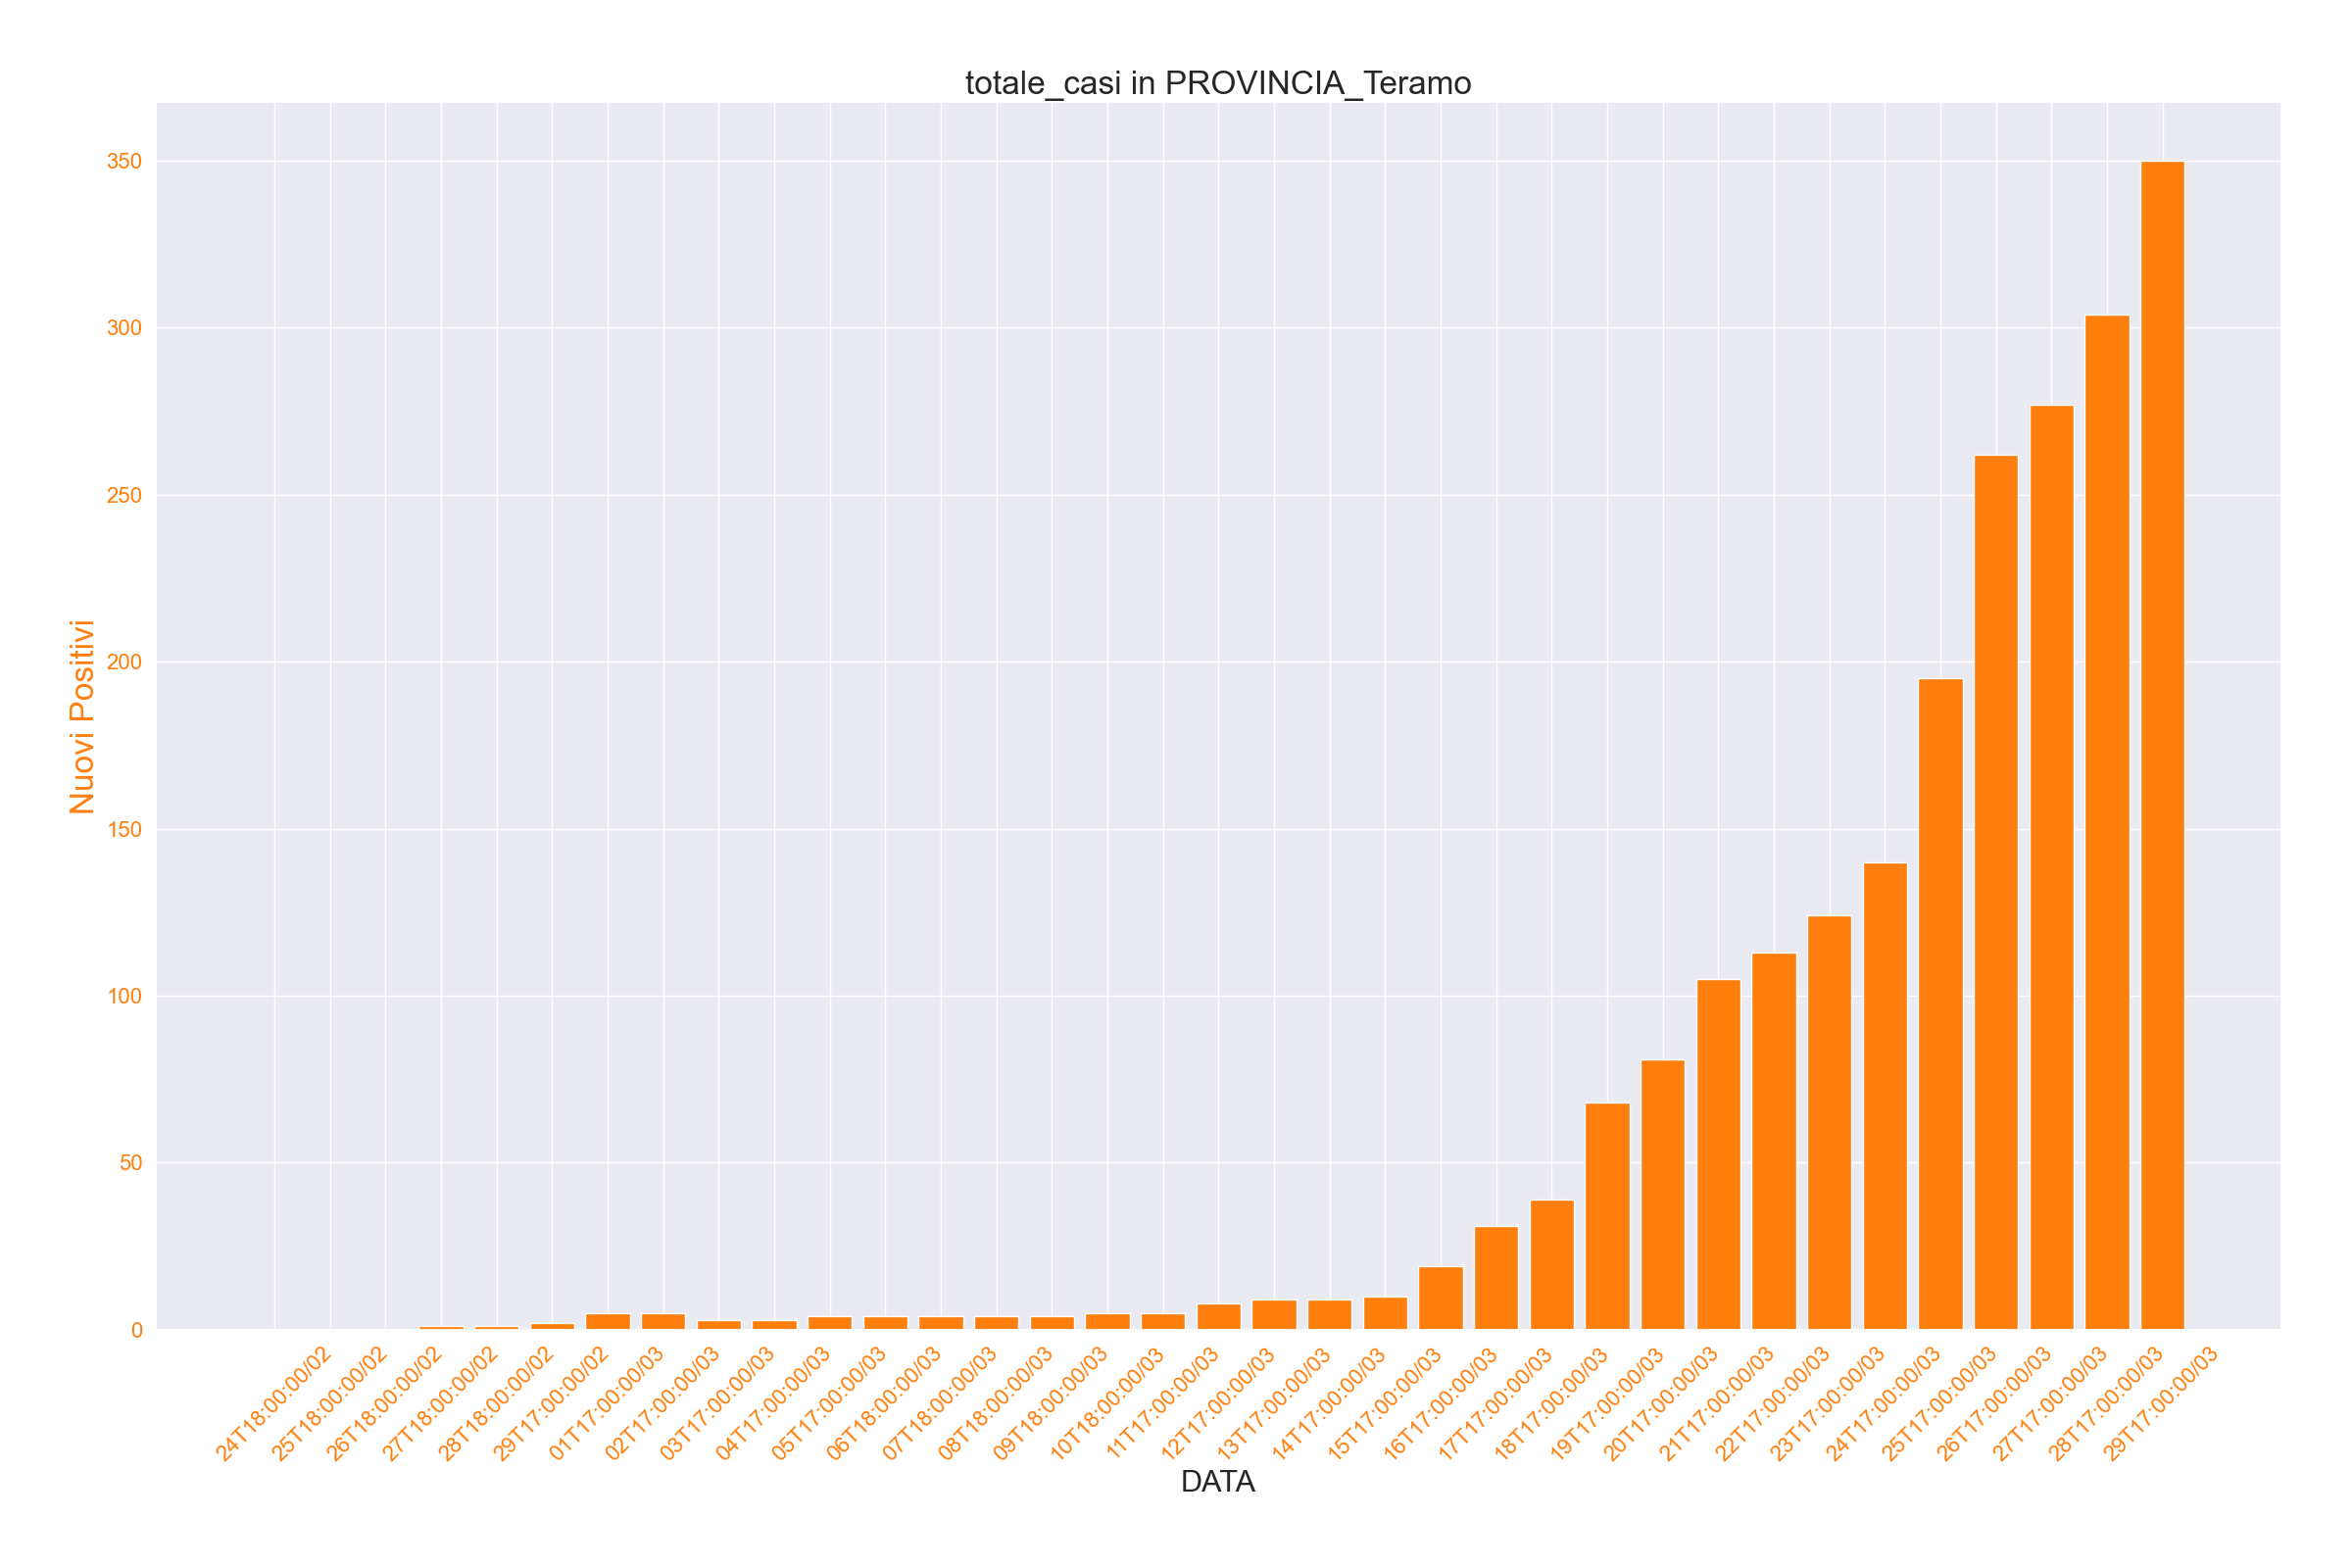 totale_casi in PROVINCIA_Teramo
Nuovi Positivi
350
300
250
200
150
100
50
0
24T18:00:00/02
25T18:00:00/02
26T18:00:00/02
27T18:00:00/02
28T18:00:00/02
29T17:00:00/02
01T17:00:00/03
02T17:00:00/03
03T17:00:00/03
04T17:00:00/03
05T17:00:00/03
06T18:00:00/03
07T18:00:00/03
08T18:00:00/03
09T18:00:00/03
10T18:00:00/03
11T17:00:00/03
12T17:00:00/03
13T17:00:00/03
14T17:00:00/03
15T17:00:00/03
16T17:00:00/03
17T17:00:00/03
18T17:00:00/03
19T17:00:00/03
20T17:00:00/03
21T17:00:00/03
22T17:00:00/03
23T17:00:00/03
24T17:00:00/03
25T17:00:00/03
26T17:00:00/03
27T17:00:00/03
28T17:00:00/03
29T17:00:00/03
DATA